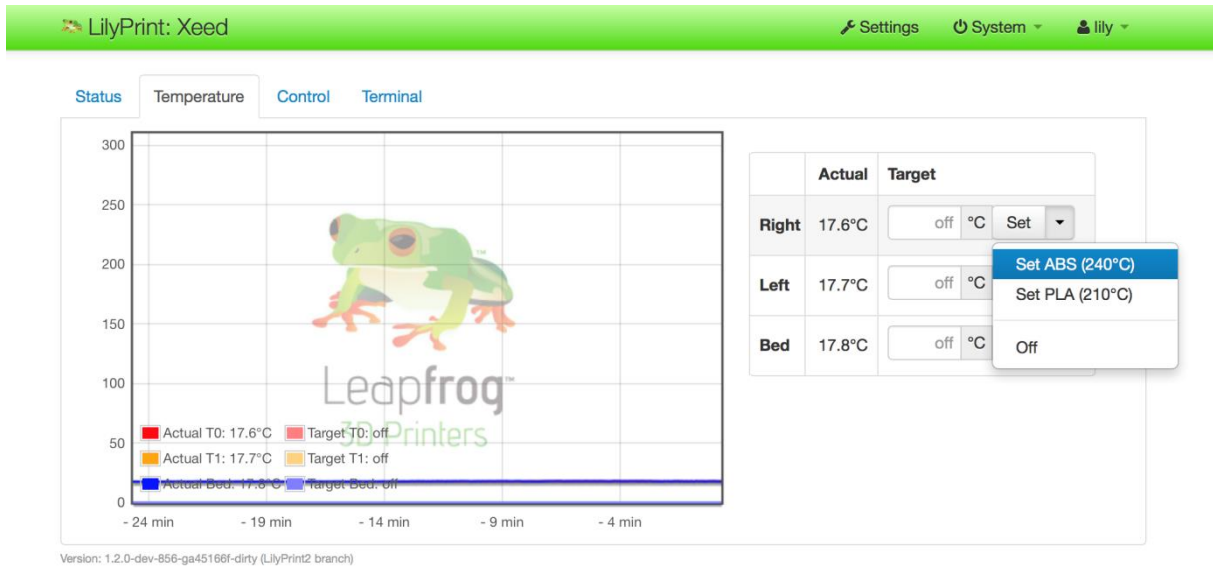 LilyPrint: Xeed
Settings System lily
Status Temperature Control Terminal
300
250
200
150
100
50
0
Leapfrog™
3D Printers
Actual T0: 17.6°C Target T0: off
Actual T1: 17.7°C Target T1: off
Actual Bed: 17.8°C Target Bed: off
- 24 min - 19 min - 14 min - 9 min - 4 min
Actual Target
Right 17.6°C off °C Set
Left 17.7°C off °C
Bed 17.8°C off °C
Set ABS (240°C)
Set PLA (210°C)
Off
Version: 1.2.0-dev-856-ga45166f-dirty (LilyPrint2 branch)